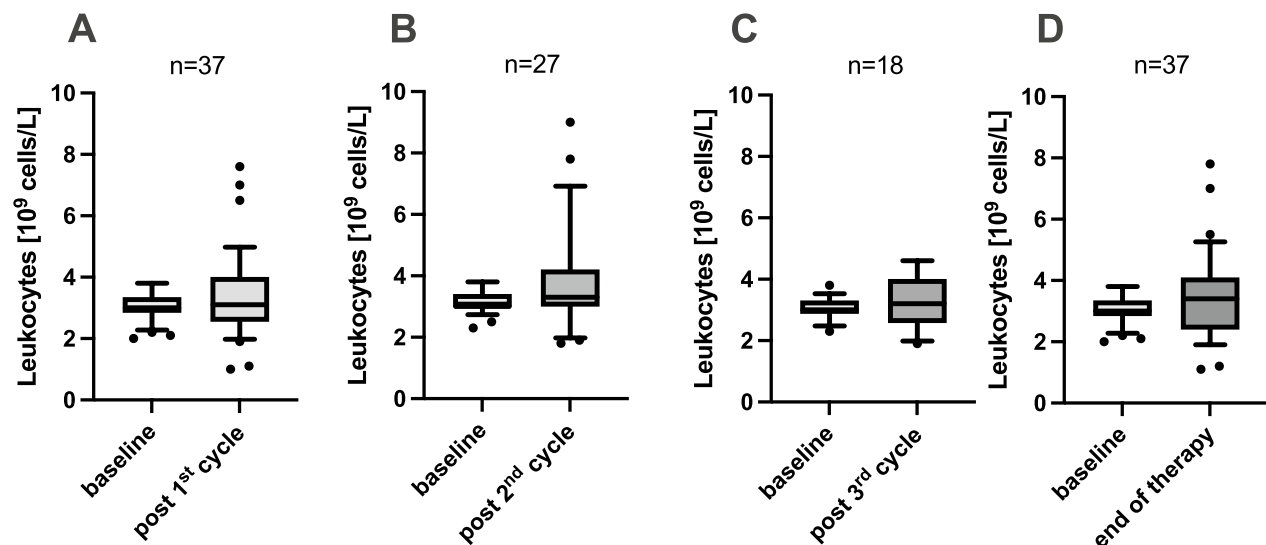 A
n=37
Leukocytes [10⁹ cells/L]
10
8
6
4
2
0
baseline
post 1ˢᵗ cycle
B
n=27
Leukocytes [10⁹ cells/L]
10
8
6
4
2
0
baseline
post 2ⁿᵈ cycle
C
n=18
Leukocytes [10⁹ cells/L]
10
8
6
4
2
0
baseline
post 3ʳᵈ cycle
D
n=37
Leukocytes [10⁹ cells/L]
10
8
6
4
2
0
baseline
end of therapy